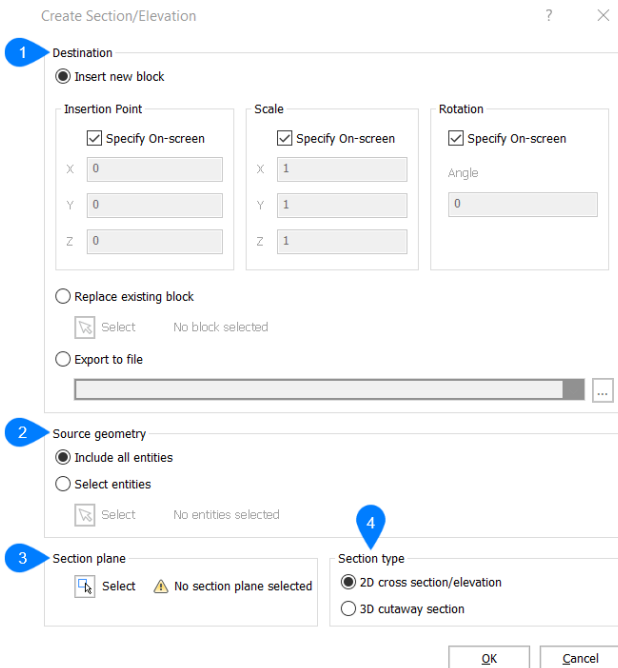 Create Section/Elevation ? ×
1 Destination
Insert new block
Insertion Point Scale Rotation
Specify On-screen Specify On-screen Specify On-screen
X 0 X 1 Angle
Y 0 Y 1 0
Z 0 Z 1
Replace existing block
Select No block selected
Export to file
...
2 Source geometry
Include all entities
Select entities
Select No entities selected
4
3 Section plane Section type
Select No section plane selected 2D cross section/elevation
3D cutaway section
OK Cancel